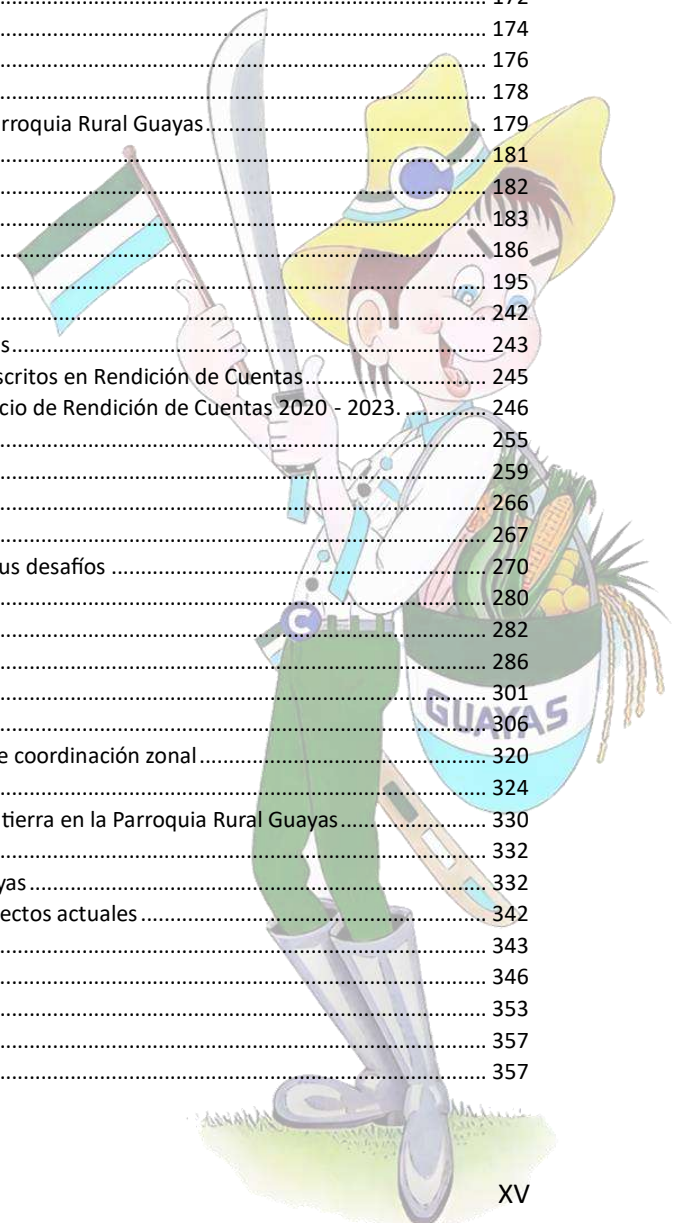 172
174
176
178
rroquia Rural Guayas 179
181
182
183
186
195
242
s 243
scritos en Rendición de Cuentas 245
cio de Rendición de Cuentas 2020 - 2023. 246
255
259
266
267
us desafíos 270
280
282
286
301
306
e coordinación zonal 320
324
tierra en la Parroquia Rural Guayas 330
332
yas 332
ectos actuales 342
343
346
353
357
357
C
GUAYAS
XV